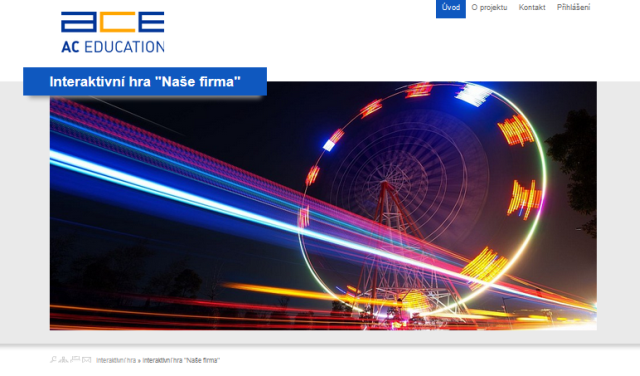 ace
AC EDUCATION
Úvod O projektu Kontakt Přihlášení
Interaktivní hra "Naše firma"
Interaktivní hra » Interaktivní hra "Naše firma"